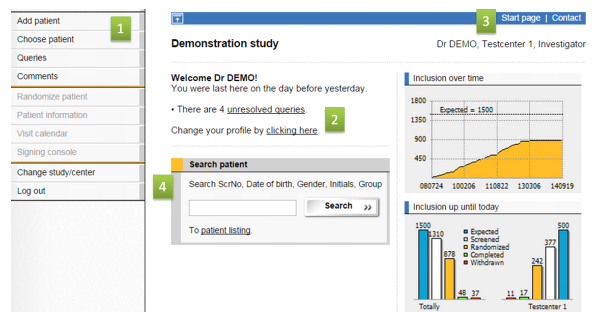 Add patient
Choose patient
Queries
Comments
Randomize patient
Patient information
Visit calendar
Signing console
Change study/center
Log out
1
3
Start page | Contact
Demonstration study
Dr DEMO, Testcenter 1, Investigator
Welcome Dr DEMO!
You were last here on the day before yesterday.
• There are 4 unresolved queries.
2
Change your profile by clicking here.
4
Search patient
Search ScrNo, Date of birth, Gender, Initials, Group
Search »
To patient listing.
Inclusion over time
1800
Expected = 1500
1350
900
450
080724 100206 110822 130306 140919
Inclusion up until today
1500
1310
878
48 37
Expected
Screened
Randomized
Completed
Withdrawn
11 17
242
377
500
Totally
Testcenter 1